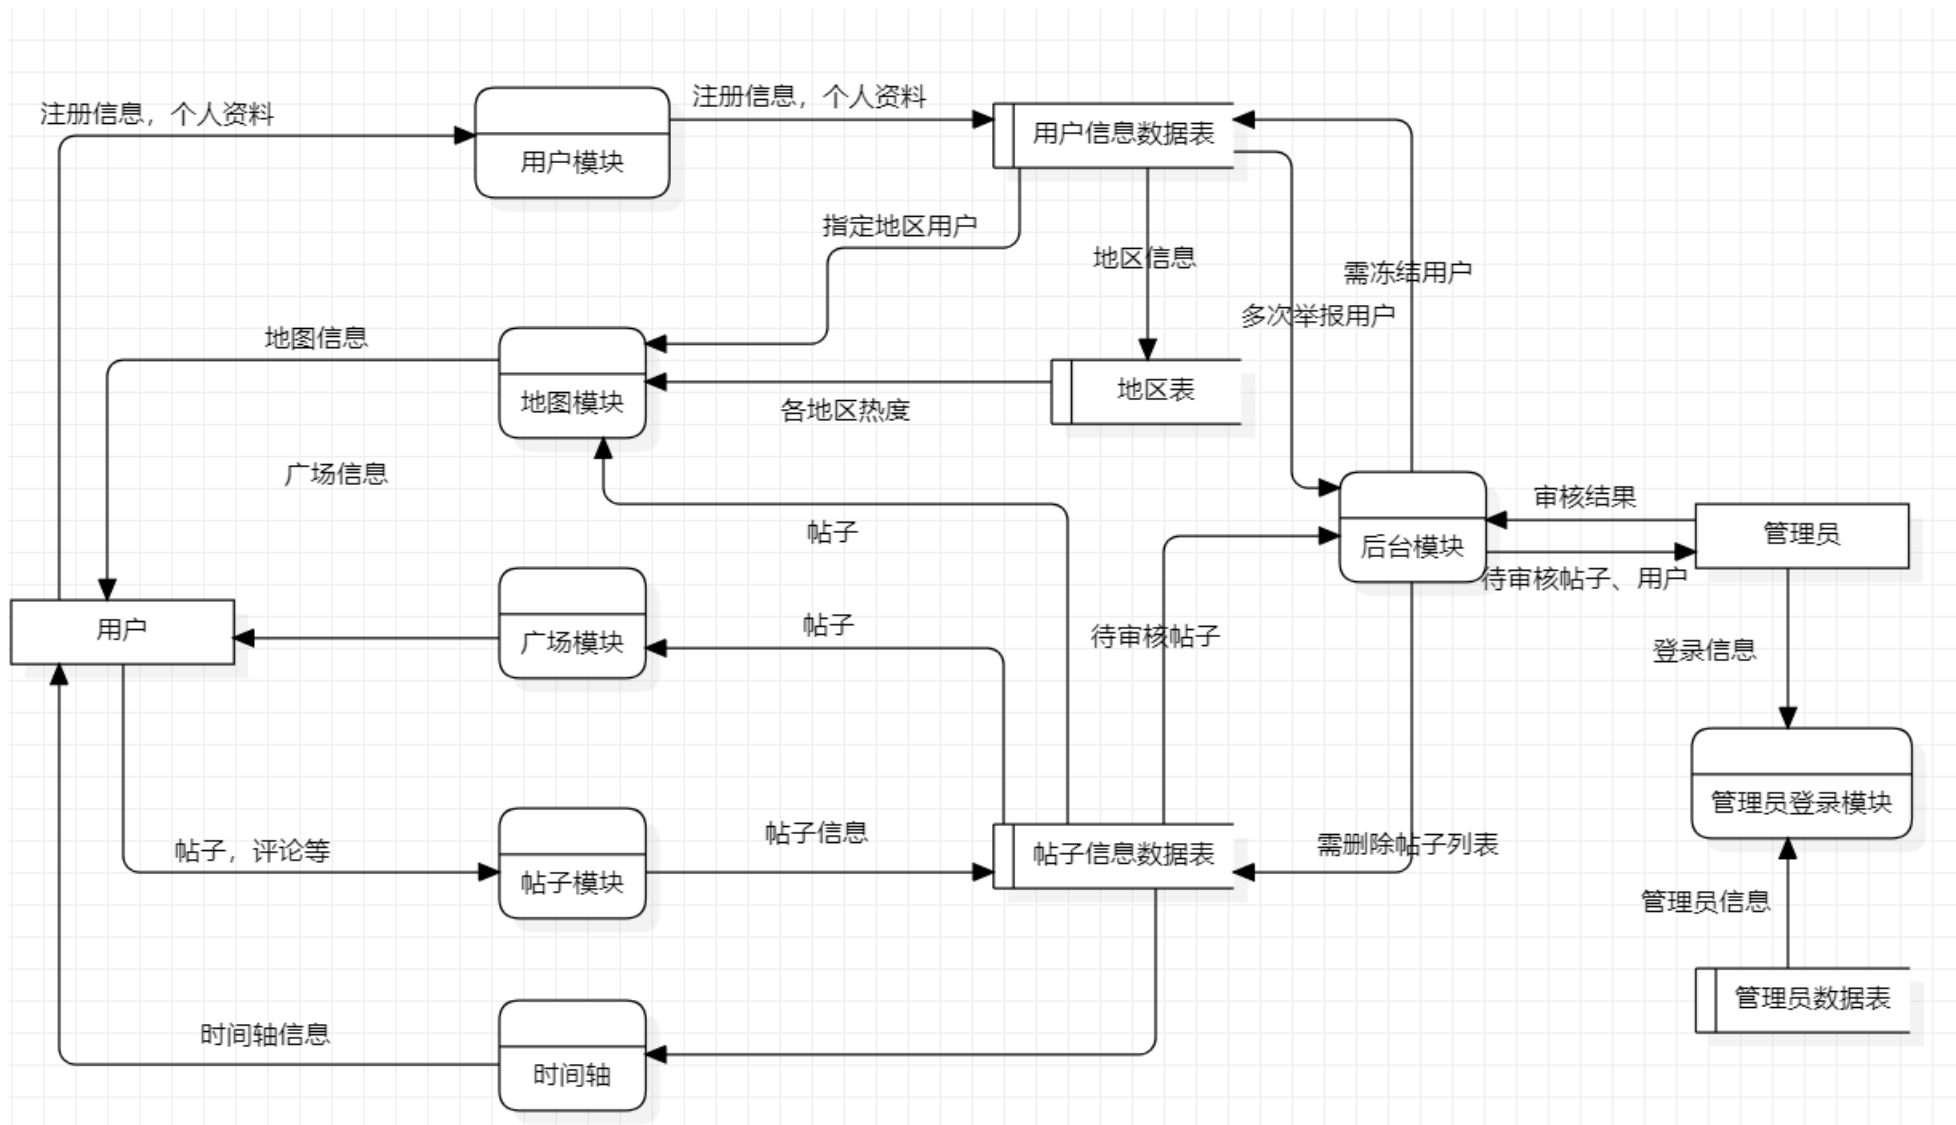 注册信息，个人资料
注册信息，个人资料
用户模块
用户信息数据表
指定地区用户
地区信息
需冻结用户
多次举报用户
地图信息
地图模块
各地区热度
地区表
广场信息
帖子
后台模块
审核结果
管理员
待审核帖子、用户
用户
广场模块
帖子
待审核帖子
登录信息
管理员登录模块
帖子，评论等
帖子模块
帖子信息
帖子信息数据表
需删除帖子列表
管理员信息
管理员数据表
时间轴信息
时间轴